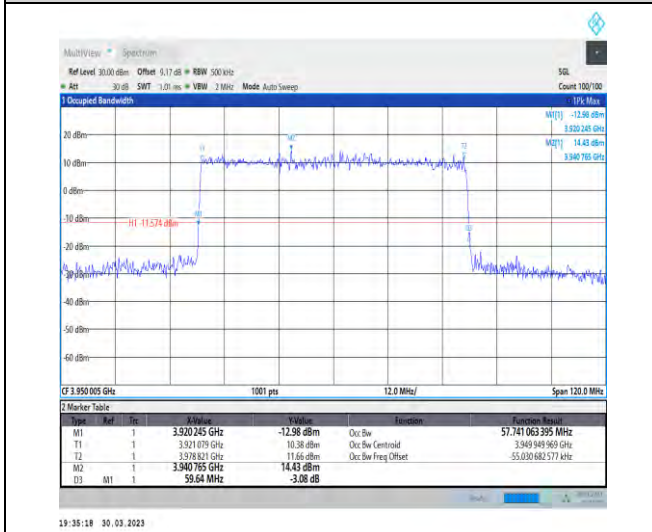 MultiView Spectrum
Ref Level 30.00 dBm Offset 9.17 dB RBW 500 kHz SGL
Att 30 dB SWT 1.01 ms VBW 2 MHz Mode Auto Sweep Count 100/100
1 Occupied Bandwidth 1Pk Max
M1[1] -12.98 dBm
3.920 245 GHz
M2[1] 14.43 dBm
3.940 765 GHz
20 dBm
10 dBm
0 dBm
-10 dBm
H1 -11.574 dBm
-20 dBm
-30 dBm
-40 dBm
-50 dBm
-60 dBm
T1
M2
T2
M1
D3
CF 3.950 005 GHz 1001 pts 12.0 MHz/ Span 120.0 MHz
2 Marker Table
Type Ref Trc X-Value Y-Value Function Function Result
M1 1 3.920 245 GHz -12.98 dBm Occ Bw 57.741 063 395 MHz
T1 1 3.921 079 GHz 10.38 dBm Occ Bw Centroid 3.949 949 969 GHz
T2 1 3.978 821 GHz 11.66 dBm Occ Bw Freq Offset -55.030 682 577 kHz
M2 1 3.940 765 GHz 14.43 dBm
D3 M1 1 59.64 MHz -3.08 dB
19:35:18 30.03.2023